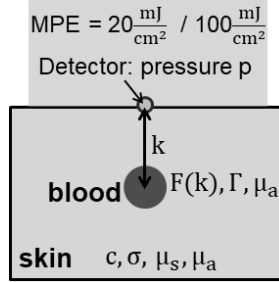 MPE = 20 mJ/cm² / 100 mJ/cm²
Detector: pressure p
k
blood F(k), Γ, μₐ
skin c, σ, μₛ, μₐ